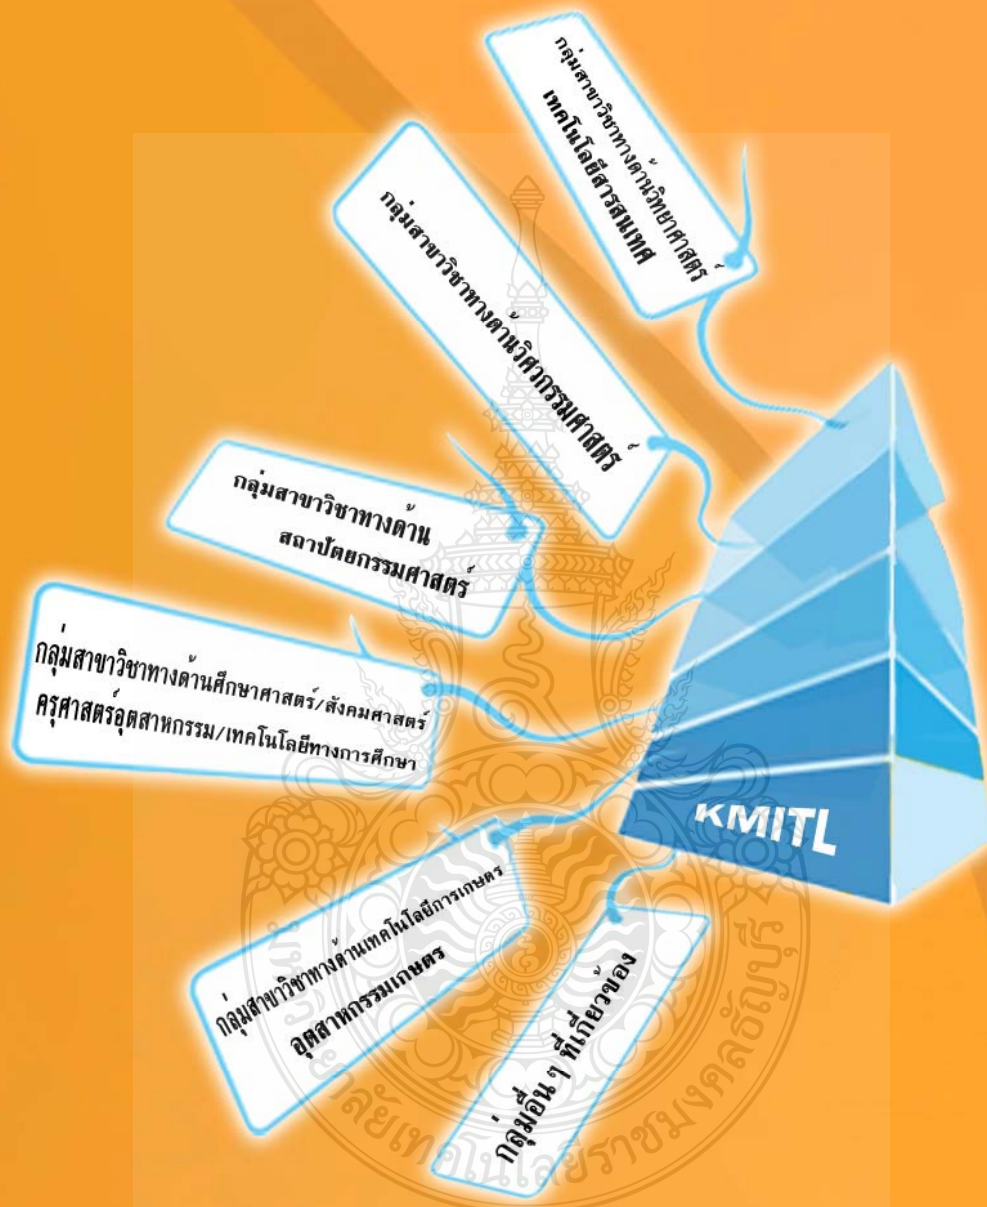 กลุ่มสาขาวิชาทางด้านวิทยาศาสตร์
เทคโนโลยีสารสนเทศ
กลุ่มสาขาวิชาทางด้านวิศวกรรมศาสตร์
กลุ่มสาขาวิชาทางด้าน
สถาปัตยกรรมศาสตร์
กลุ่มสาขาวิชาทางด้านศึกษาศาสตร์/สังคมศาสตร์
ครุศาสตร์อุตสาหกรรม/เทคโนโลยีทางการศึกษา
KMITL
กลุ่มสาขาวิชาทางด้านเทคโนโลยีการเกษตร
อุตสาหกรรมเกษตร
กลุ่มอื่นๆ ที่เกี่ยวข้อง